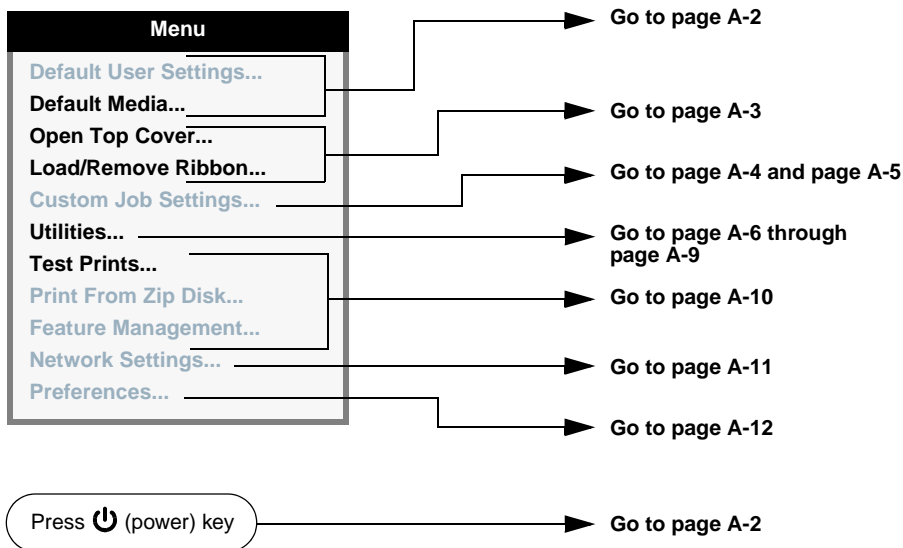 Menu
Default User Settings...
Default Media...
Open Top Cover...
Load/Remove Ribbon...
Custom Job Settings...
Utilities...
Test Prints...
Print From Zip Disk...
Feature Management...
Network Settings...
Preferences...
Go to page A-2
Go to page A-3
Go to page A-4 and page A-5
Go to page A-6 through
page A-9
Go to page A-10
Go to page A-11
Go to page A-12
Press (power) key
Go to page A-2